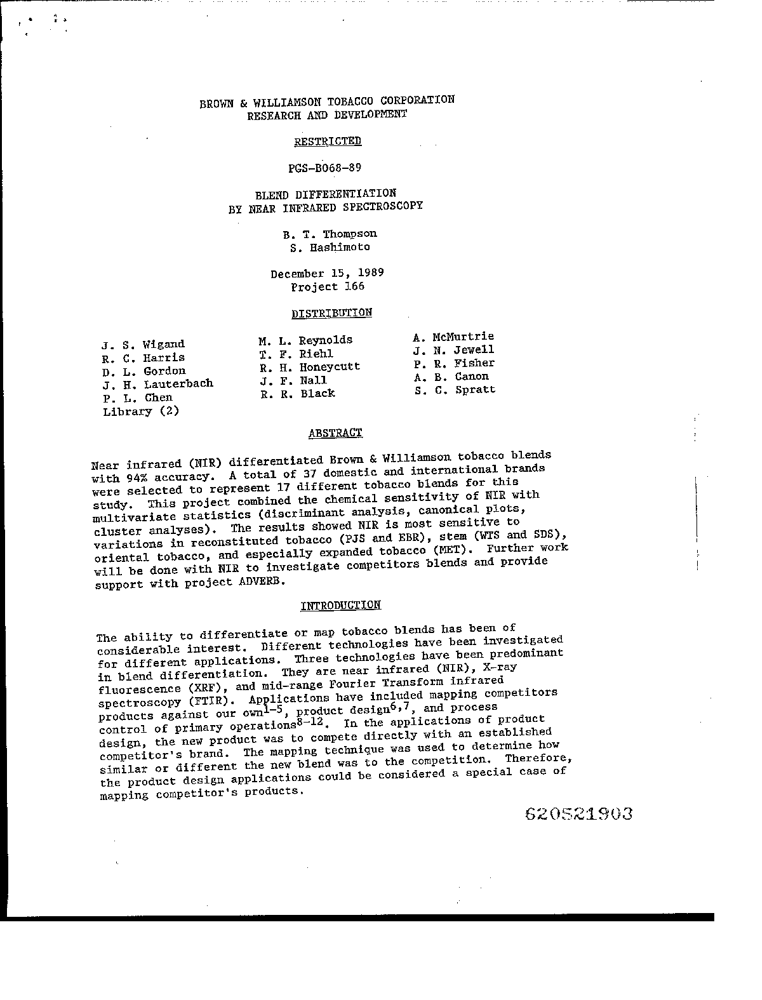 BROWN & WILLIAMSON TOBACCO CORPORATION
RESEARCH AND DEVELOPMENT
RESTRICTED
PGS-B068-89
BLEND DIFFERENTIATION
BY NEAR INFRARED SPECTROSCOPY
B. T. Thompson
S. Hashimoto
December 15, 1989
Project 166
DISTRIBUTION
J. S. Wigand
R. C. Harris
D. L. Gordon
J. H. Lauterbach
P. L. Chen
Library (2)
M. L. Reynolds
T. F. Riehl
R. H. Honeycutt
J. F. Nall
R. R. Black
A. McMurtrie
J. N. Jewell
P. R. Fisher
A. B. Canon
S. C. Spratt
ABSTRACT
Near infrared (NIR) differentiated Brown & Williamson tobacco blends
with 94% accuracy. A total of 37 domestic and international brands
were selected to represent 17 different tobacco blends for this
study. This project combined the chemical sensitivity of NIR with
multivariate statistics (discriminant analysis, canonical plots,
cluster analyses). The results showed NIR is most sensitive to
variations in reconstituted tobacco (PJS and EBR), stem (WTS and SDS),
oriental tobacco, and especially expanded tobacco (MET). Further work
will be done with NIR to investigate competitors blends and provide
support with project ADVERB.
INTRODUCTION
The ability to differentiate or map tobacco blends has been of
considerable interest. Different technologies have been investigated
for different applications. Three technologies have been predominant
in blend differentiation. They are near infrared (NIR), X-ray
fluorescence (XRF), and mid-range Fourier Transform infrared
spectroscopy (FTIR). Applications have included mapping competitors
products against our own1-5, product design6,7, and process
control of primary operations8-12. In the applications of product
design, the new product was to compete directly with an established
competitor's brand. The mapping technique was used to determine how
similar or different the new blend was to the competition. Therefore,
the product design applications could be considered a special case of
mapping competitor's products.
620521903